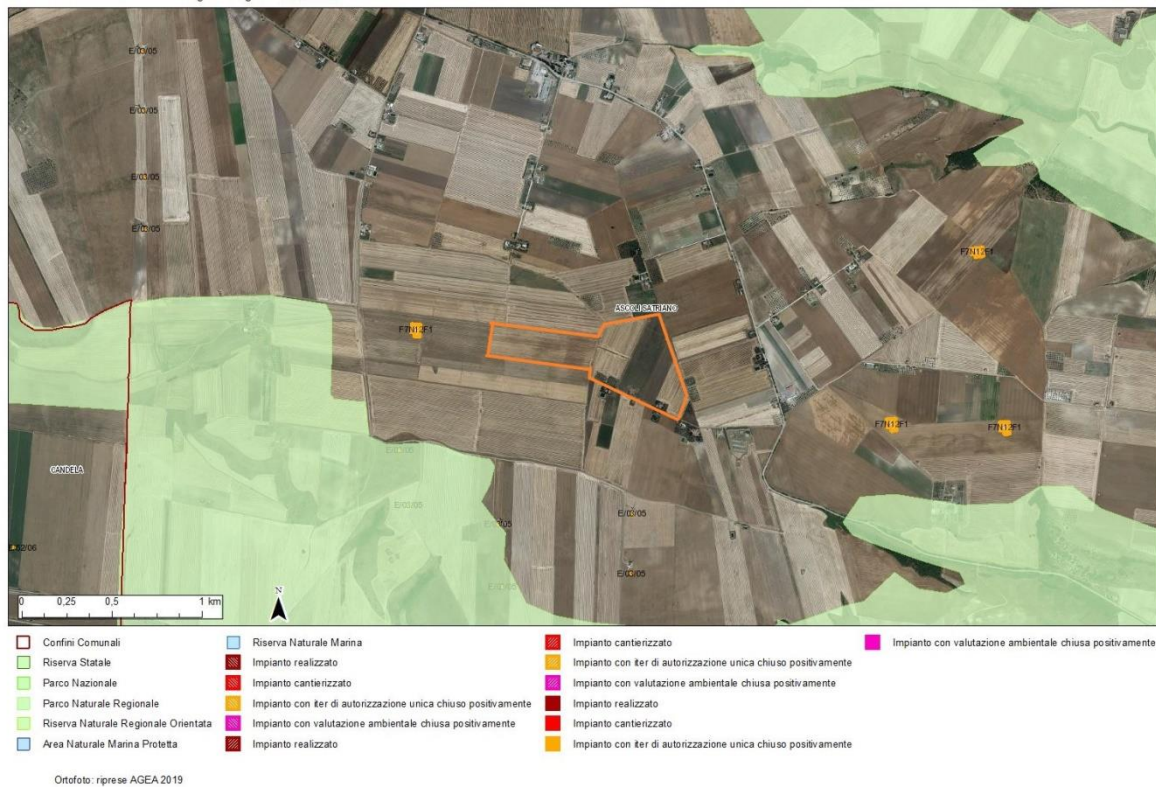 E/03/05
E/03/05
E/03/05
E/03/05
F7N12F1
ASCOLI SATRIANO
F7N12F1
F7N12F1
F7N12F1
E/03/05
E/03/05
E/03/05
E/03/05
CANDELA
P
0 0,25 0,5 1 km
N
Confini Comunali
Riserva Statale
Parco Nazionale
Parco Naturale Regionale
Riserva Naturale Regionale Orientata
Area Naturale Marina Protetta
Riserva Naturale Marina
Impianto realizzato
Impianto cantierizzato
Impianto con iter di autorizzazione unica chiuso positivamente
Impianto con valutazione ambientale chiusa positivamente
Impianto realizzato
Impianto cantierizzato
Impianto con iter di autorizzazione unica chiuso positivamente
Impianto con valutazione ambientale chiusa positivamente
Impianto realizzato
Impianto cantierizzato
Impianto con iter di autorizzazione unica chiuso positivamente
Impianto con valutazione ambientale chiusa positivamente
Ortofoto: riprese AGEA 2019